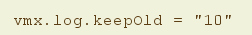 vmx.log.keepOld = "10"